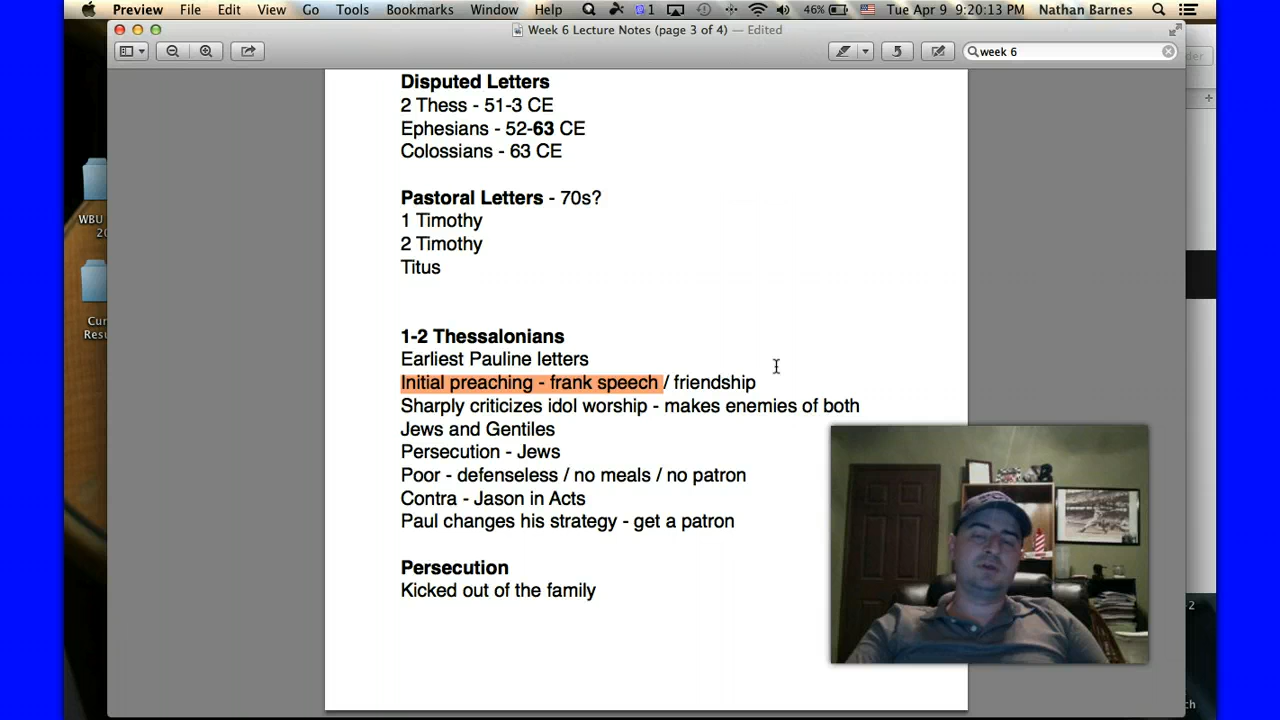 Preview File Edit View Go Tools Bookmarks Window Help 1 46% Tue Apr 9 9:20:13 PM Nathan Barnes
Week 6 Lecture Notes (page 3 of 4) — Edited
week 6
Disputed Letters
2 Thess - 51-3 CE
Ephesians - 52-63 CE
Colossians - 63 CE
Pastoral Letters - 70s?
1 Timothy
2 Timothy
Titus
1-2 Thessalonians
Earliest Pauline letters
Initial preaching - frank speech / friendship
Sharply criticizes idol worship - makes enemies of both
Jews and Gentiles
Persecution - Jews
Poor - defenseless / no meals / no patron
Contra - Jason in Acts
Paul changes his strategy - get a patron
Persecution
Kicked out of the family
WBU